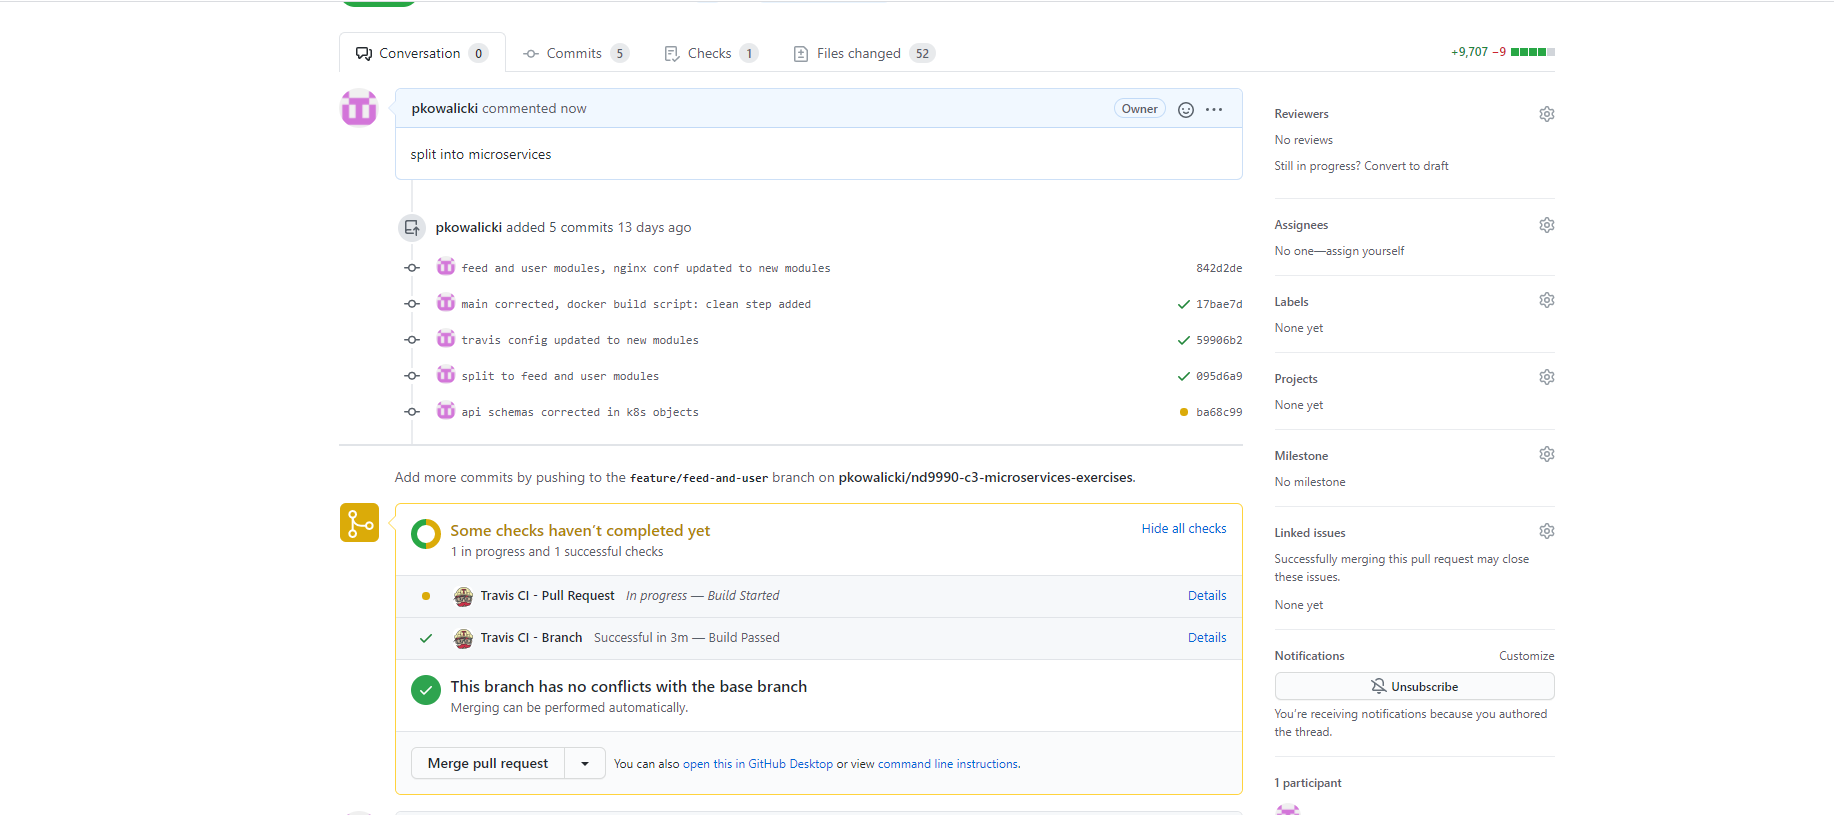 Conversation 0 Commits 5 Checks 1 Files changed 52 +9,707 −9
pkowalicki commented now Owner
split into microservices
pkowalicki added 5 commits 13 days ago
feed and user modules, nginx conf updated to new modules 842d2de
main corrected, docker build script: clean step added 17bae7d
travis config updated to new modules 59906b2
split to feed and user modules 095d6a9
api schemas corrected in k8s objects ba68c99
Add more commits by pushing to the feature/feed-and-user branch on pkowalicki/nd9990-c3-microservices-exercises.
Some checks haven't completed yet Hide all checks
1 in progress and 1 successful checks
Travis CI - Pull Request In progress — Build Started Details
Travis CI - Branch Successful in 3m — Build Passed Details
This branch has no conflicts with the base branch
Merging can be performed automatically.
Merge pull request You can also open this in GitHub Desktop or view command line instructions.
Reviewers
No reviews
Still in progress? Convert to draft
Assignees
No one—assign yourself
Labels
None yet
Projects
None yet
Milestone
No milestone
Linked issues
Successfully merging this pull request may close
these issues.
None yet
Notifications Customize
Unsubscribe
You're receiving notifications because you authored
the thread.
1 participant